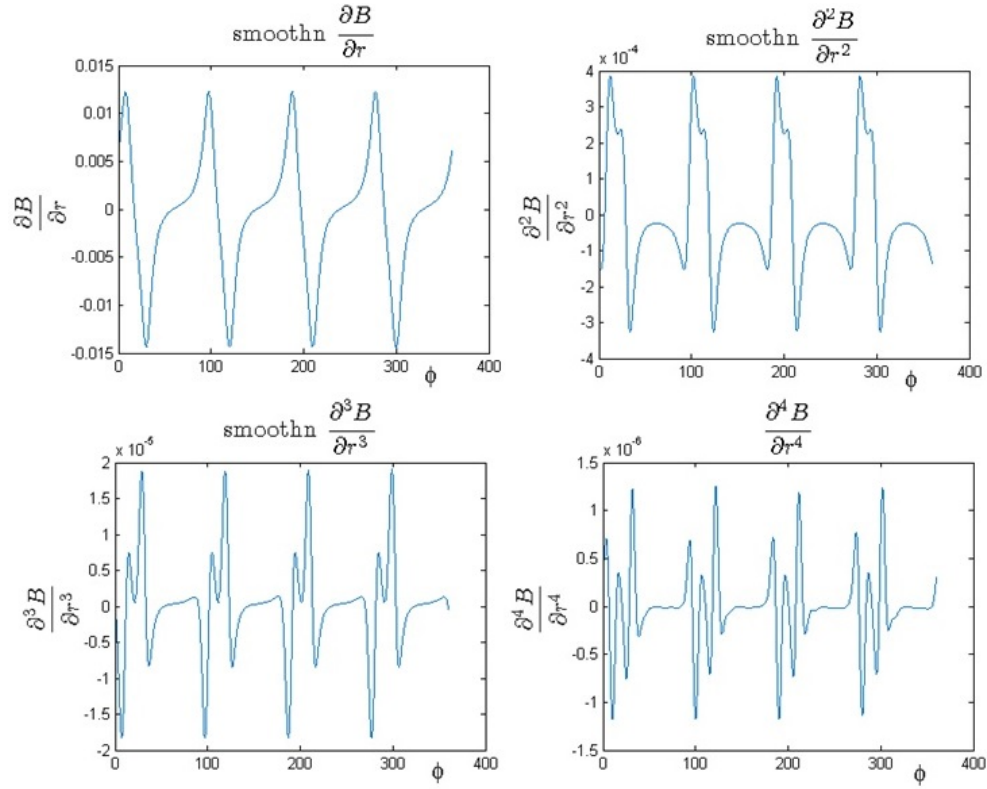 smoothn ∂B/∂r
0.015
0.01
0.005
0
-0.005
-0.01
-0.015
∂B/∂r
0 100 200 300 400
ϕ
smoothn ∂²B/∂r²
x 10⁻⁴
4
3
2
1
0
-1
-2
-3
-4
∂²B/∂r²
0 100 200 300 400
ϕ
smoothn ∂³B/∂r³
x 10⁻⁵
2
1.5
1
0.5
0
-0.5
-1
-1.5
-2
∂³B/∂r³
0 100 200 300 400
ϕ
∂⁴B/∂r⁴
x 10⁻⁶
1.5
1
0.5
0
-0.5
-1
-1.5
∂⁴B/∂r⁴
0 100 200 300 400
ϕ